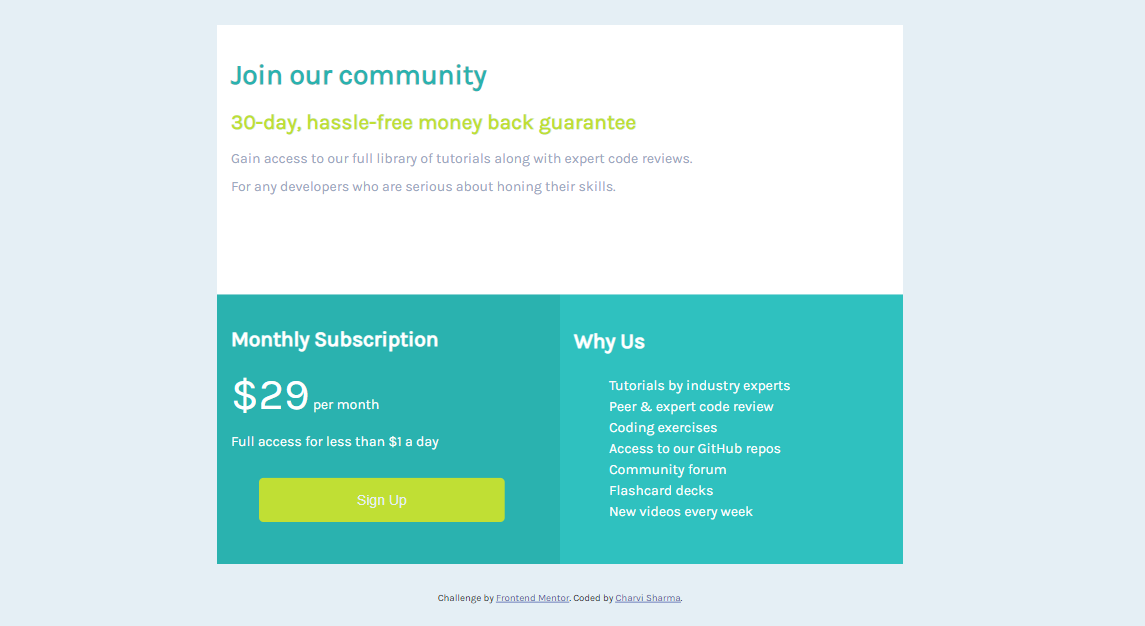 Join our community
30-day, hassle-free money back guarantee
Gain access to our full library of tutorials along with expert code reviews.
For any developers who are serious about honing their skills.
Monthly Subscription
$29 per month
Full access for less than $1 a day
Sign Up
Why Us
Tutorials by industry experts
Peer & expert code review
Coding exercises
Access to our GitHub repos
Community forum
Flashcard decks
New videos every week
Challenge by Frontend Mentor. Coded by Charvi Sharma.